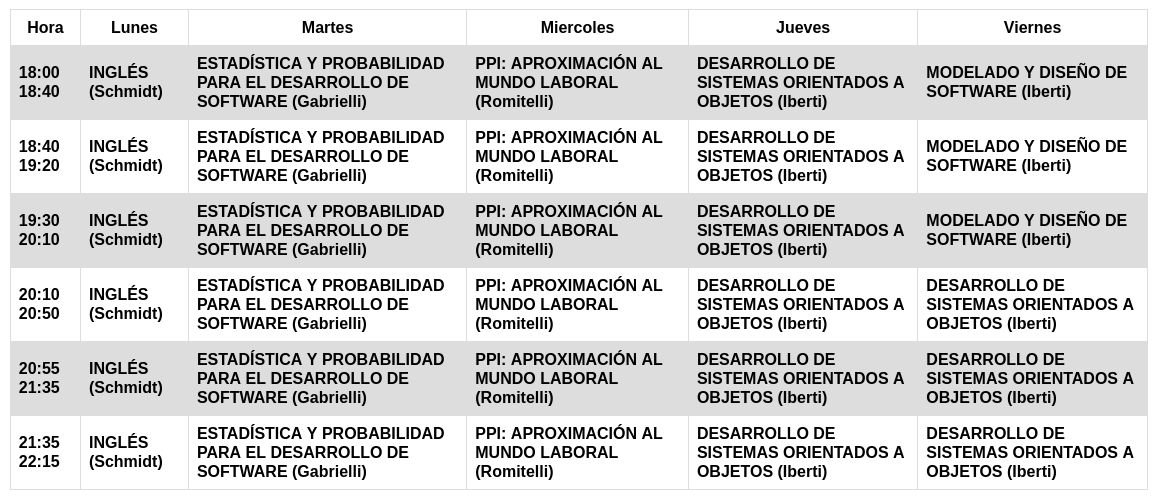 Hora Lunes Martes Miercoles Jueves Viernes
18:00
18:40
INGLÉS
(Schmidt)
ESTADÍSTICA Y PROBABILIDAD
PARA EL DESARROLLO DE
SOFTWARE (Gabrielli)
PPI: APROXIMACIÓN AL
MUNDO LABORAL
(Romitelli)
DESARROLLO DE
SISTEMAS ORIENTADOS A
OBJETOS (Iberti)
MODELADO Y DISEÑO DE
SOFTWARE (Iberti)
18:40
19:20
INGLÉS
(Schmidt)
ESTADÍSTICA Y PROBABILIDAD
PARA EL DESARROLLO DE
SOFTWARE (Gabrielli)
PPI: APROXIMACIÓN AL
MUNDO LABORAL
(Romitelli)
DESARROLLO DE
SISTEMAS ORIENTADOS A
OBJETOS (Iberti)
MODELADO Y DISEÑO DE
SOFTWARE (Iberti)
19:30
20:10
INGLÉS
(Schmidt)
ESTADÍSTICA Y PROBABILIDAD
PARA EL DESARROLLO DE
SOFTWARE (Gabrielli)
PPI: APROXIMACIÓN AL
MUNDO LABORAL
(Romitelli)
DESARROLLO DE
SISTEMAS ORIENTADOS A
OBJETOS (Iberti)
MODELADO Y DISEÑO DE
SOFTWARE (Iberti)
20:10
20:50
INGLÉS
(Schmidt)
ESTADÍSTICA Y PROBABILIDAD
PARA EL DESARROLLO DE
SOFTWARE (Gabrielli)
PPI: APROXIMACIÓN AL
MUNDO LABORAL
(Romitelli)
DESARROLLO DE
SISTEMAS ORIENTADOS A
OBJETOS (Iberti)
DESARROLLO DE
SISTEMAS ORIENTADOS A
OBJETOS (Iberti)
20:55
21:35
INGLÉS
(Schmidt)
ESTADÍSTICA Y PROBABILIDAD
PARA EL DESARROLLO DE
SOFTWARE (Gabrielli)
PPI: APROXIMACIÓN AL
MUNDO LABORAL
(Romitelli)
DESARROLLO DE
SISTEMAS ORIENTADOS A
OBJETOS (Iberti)
DESARROLLO DE
SISTEMAS ORIENTADOS A
OBJETOS (Iberti)
21:35
22:15
INGLÉS
(Schmidt)
ESTADÍSTICA Y PROBABILIDAD
PARA EL DESARROLLO DE
SOFTWARE (Gabrielli)
PPI: APROXIMACIÓN AL
MUNDO LABORAL
(Romitelli)
DESARROLLO DE
SISTEMAS ORIENTADOS A
OBJETOS (Iberti)
DESARROLLO DE
SISTEMAS ORIENTADOS A
OBJETOS (Iberti)